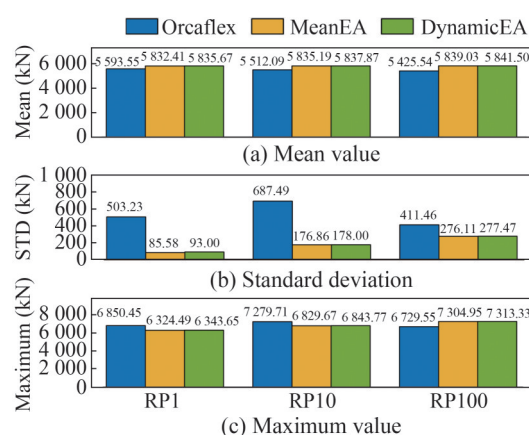 Orcaflex MeanEA DynamicEA
Mean (kN)
6 000
4 000
2 000
0
5 593.55 5 832.41 5 835.67 5 512.09 5 835.19 5 837.87 5 425.54 5 839.03 5 841.50
(a) Mean value
STD (kN)
1 000
800
600
400
200
0
503.23 85.58 93.00 687.49 176.86 178.00 411.46 276.11 277.47
(b) Standard deviation
Maximum (kN)
8 000
6 000
4 000
2 000
0
6 850.45 6 324.49 6 343.65 7 279.71 6 829.67 6 843.77 6 729.55 7 304.95 7 313.33
RP1 RP10 RP100
(c) Maximum value